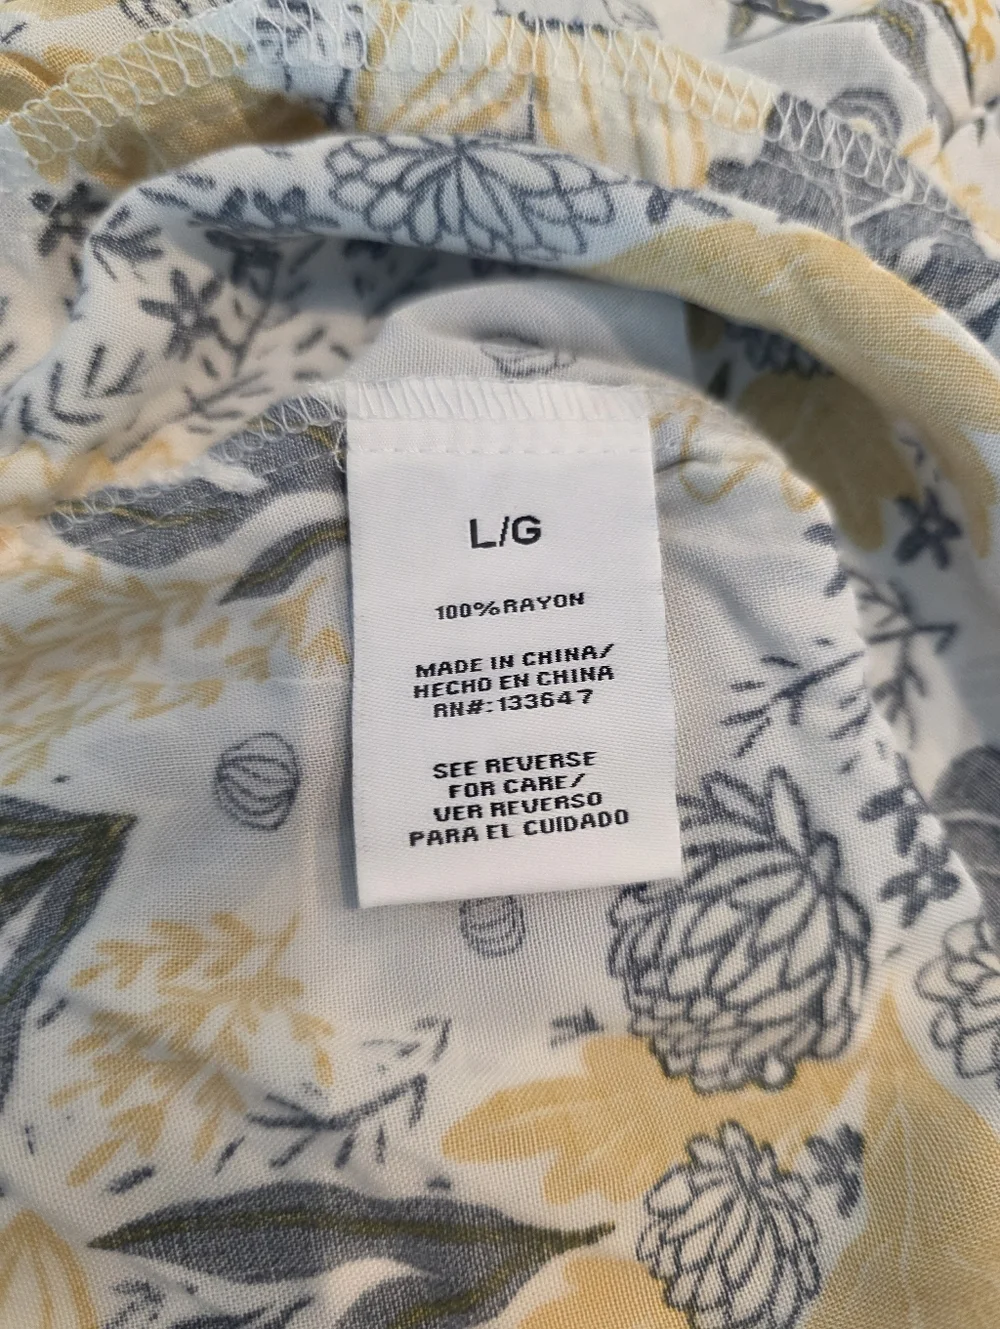 L/G
100%RAYON
MADE IN CHINA/
HECHO EN CHINA
RN#:133647
SEE REVERSE
FOR CARE/
VER REVERSO
PARA EL CUIDADO